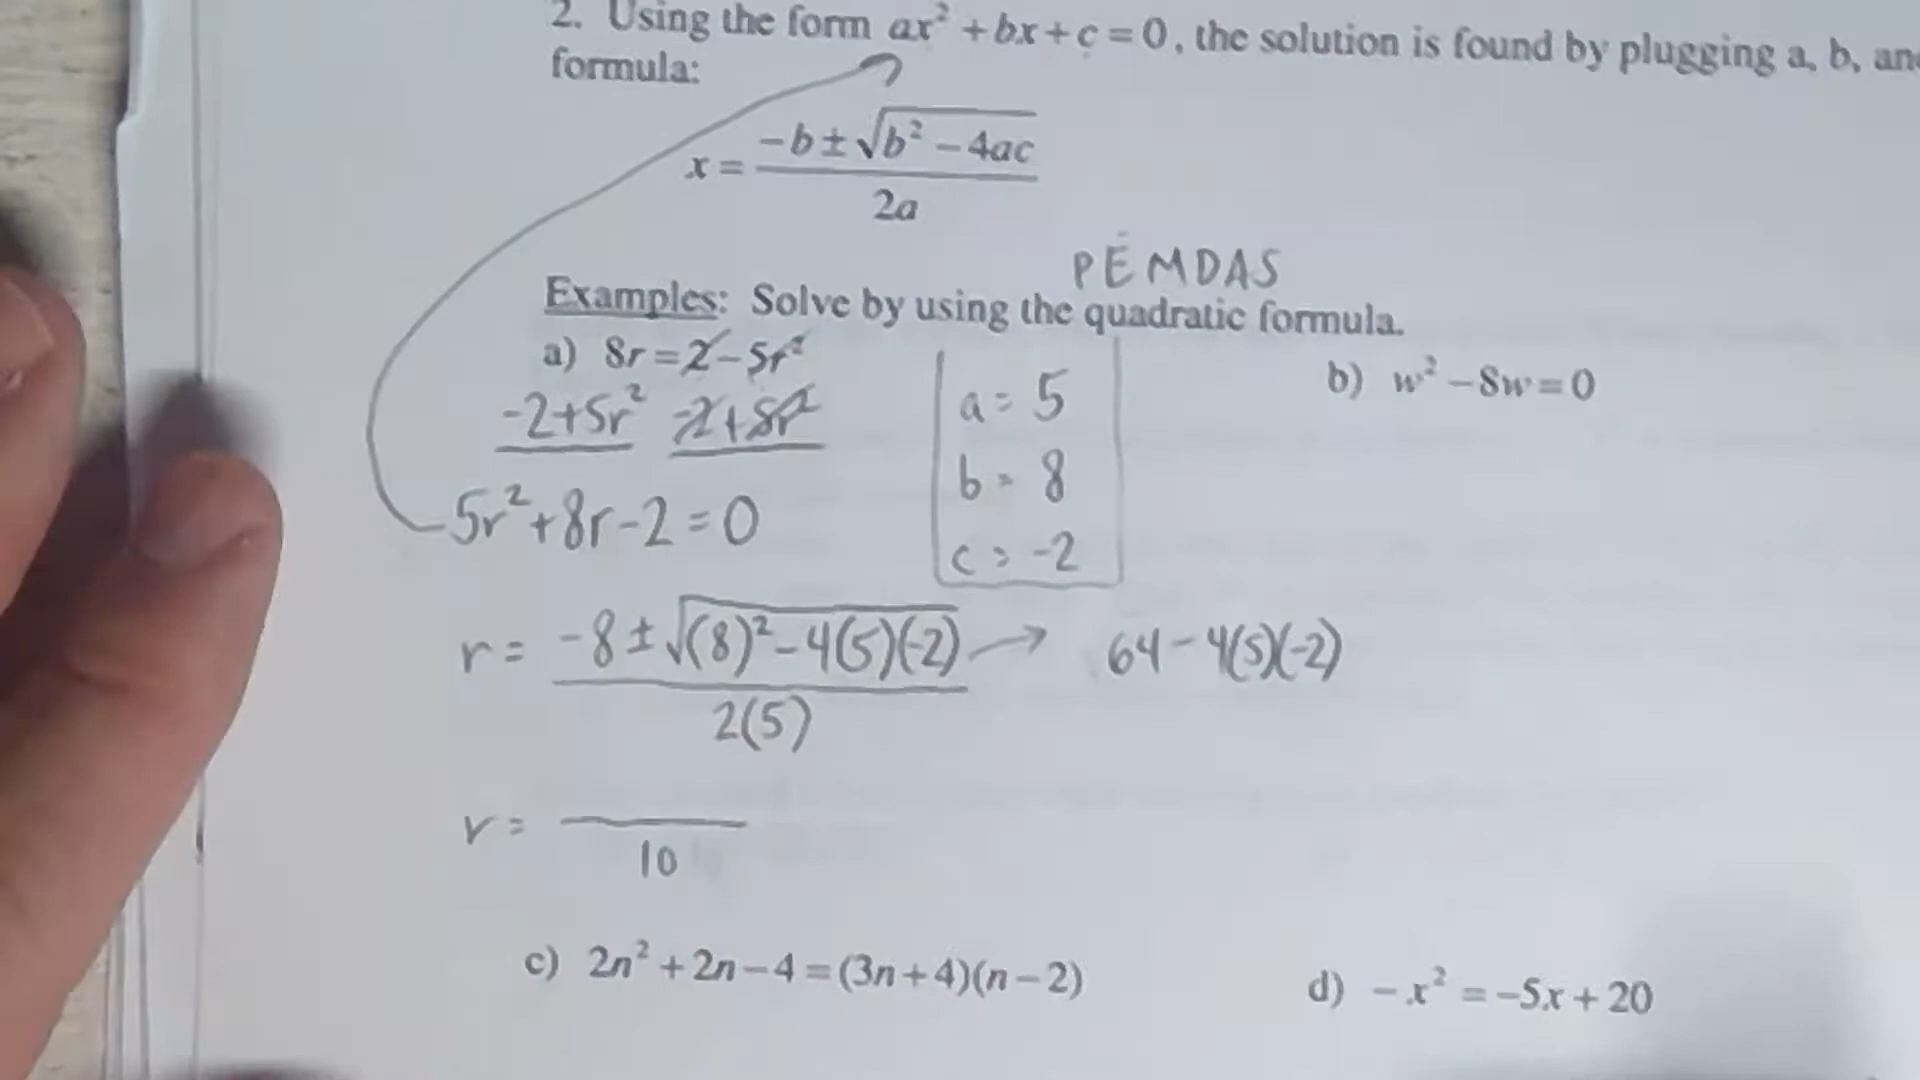 2. Using the form ax² + bx + c = 0, the solution is found by plugging a, b, an
formula:
x = (-b ± √(b² - 4ac)) / 2a
PEMDAS
Examples: Solve by using the quadratic formula.
a) 8r = 2 - 5r²
-2+5r² -2+5r²
5r² + 8r - 2 = 0
a = 5
b = 8
c = -2
b) w² - 8w = 0
r = (-8 ± √((8)² - 4(5)(-2))) / 2(5) → 64 - 4(5)(-2)
r = ___ / 10
c) 2n² + 2n - 4 = (3n + 4)(n - 2)
d) -x² = -5x + 20